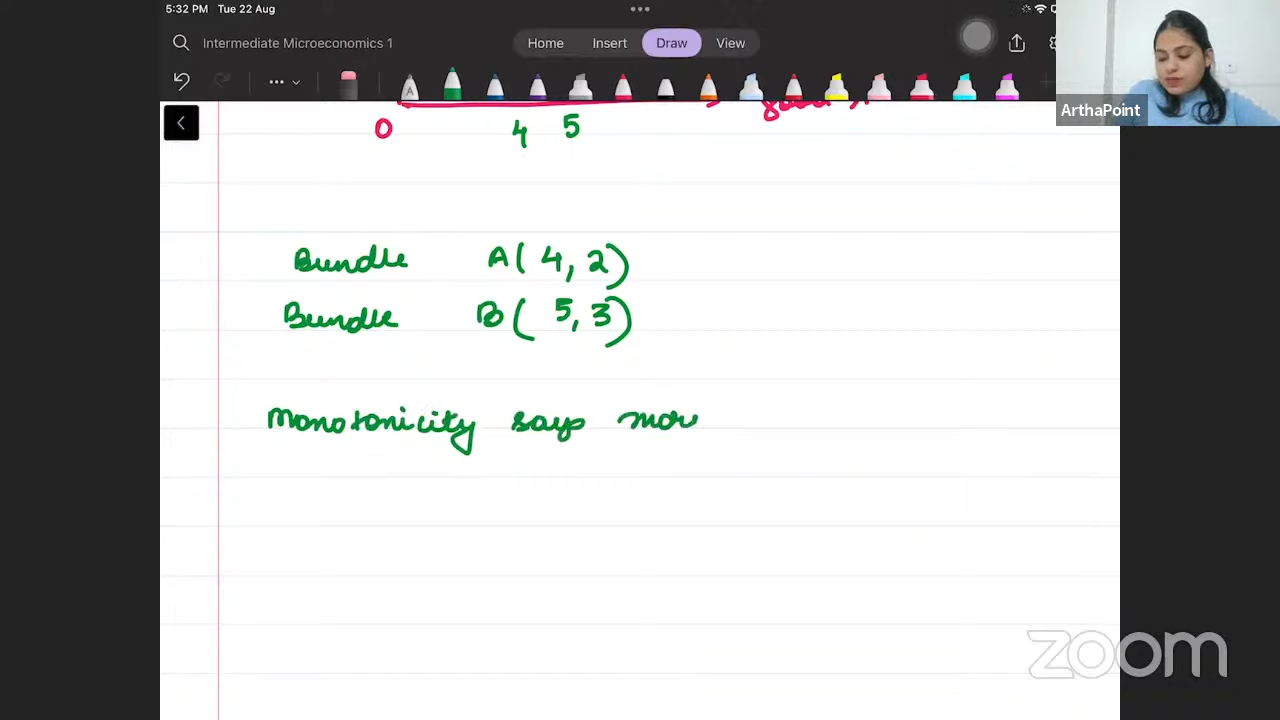 5:32 PM Tue 22 Aug
Intermediate Microeconomics 1
Home Insert Draw View
A
ArthaPoint
0 4 5
Bundle A( 4, 2)
Bundle B( 5, 3)
Monotonicity says mor
zoom